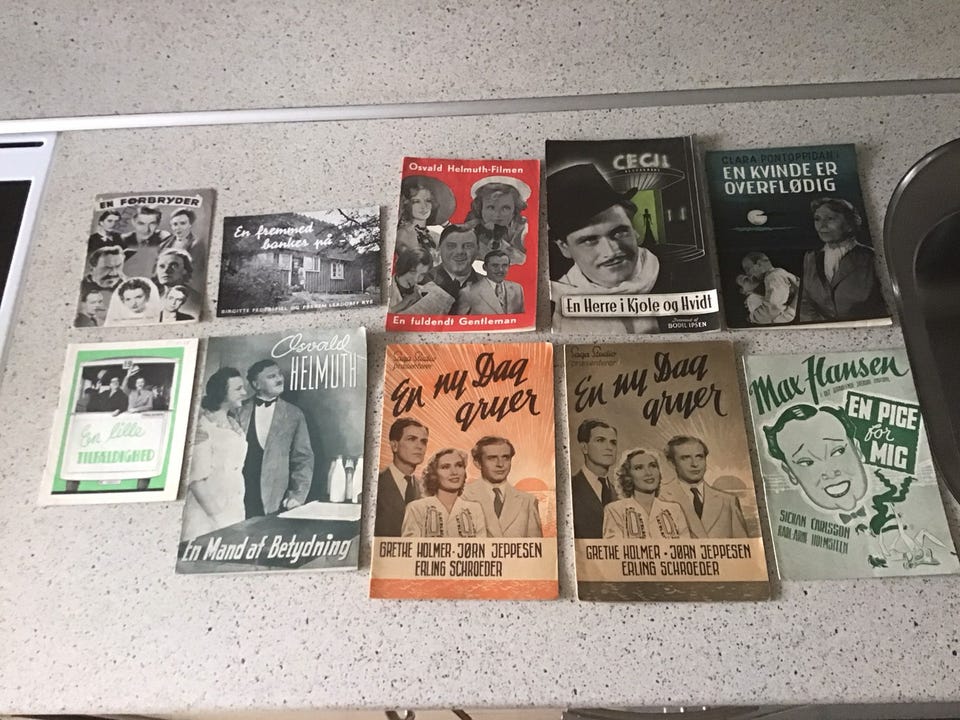 EN FORBRYDER
En fremmed
banker på -
BIRGITTE FEDERSPIEL OG PREBEN LERDORFF RYE
Osvald Helmuth-Filmen
En fuldendt Gentleman
CECIL
En Herre i Kjole og Hvidt
BODIL IPSEN
CLARA PONTOPPIDAN
EN KVINDE ER
OVERFLØDIG
En lille
TILFÆLDIGHED
Osvald
HELMUTH
En Mand af Betydning
Saga Studio
præsenterer
En ny Dag
gryer
GRETHE HOLMER · JØRN JEPPESEN
ERLING SCHROEDER
Saga Studio
præsenterer
En ny Dag
gryer
GRETHE HOLMER · JØRN JEPPESEN
ERLING SCHROEDER
Max Hansen
EN PIGE
for
MIG
SICKAN CARLSSON
KARL-ARNE HOLMSTEN